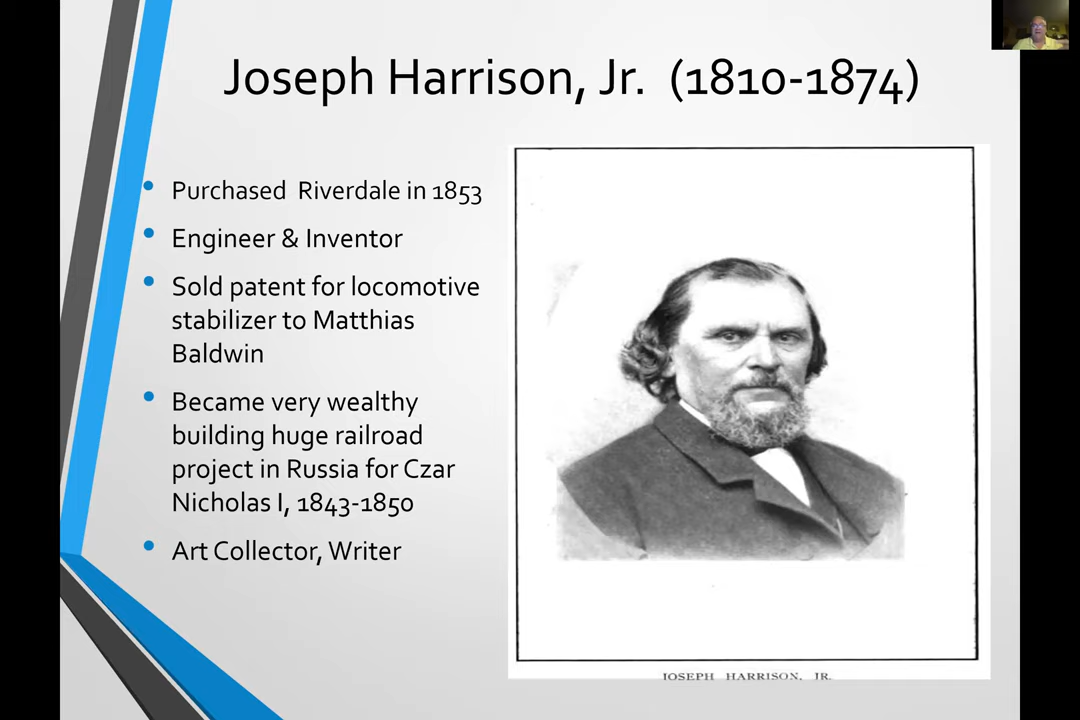 Joseph Harrison, Jr. (1810-1874)
Purchased Riverdale in 1853
Engineer & Inventor
Sold patent for locomotive
stabilizer to Matthias
Baldwin
Became very wealthy
building huge railroad
project in Russia for Czar
Nicholas I, 1843-1850
Art Collector, Writer
JOSEPH HARRISON, JR.